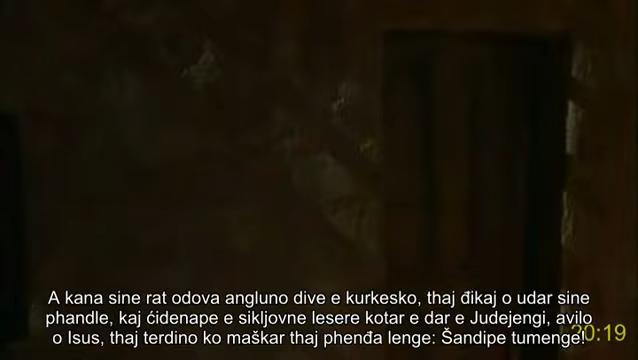 A kana sine rat odova angluno dive e kurkesko, thaj đikaj o udar sine
phandle, kaj ćidenape e sikljovne lesere kotar e dar e Judejengi, avilo
o Isus, thaj terdino ko maškar thaj phenđa lenge: Šandipe tumenge!
20:19